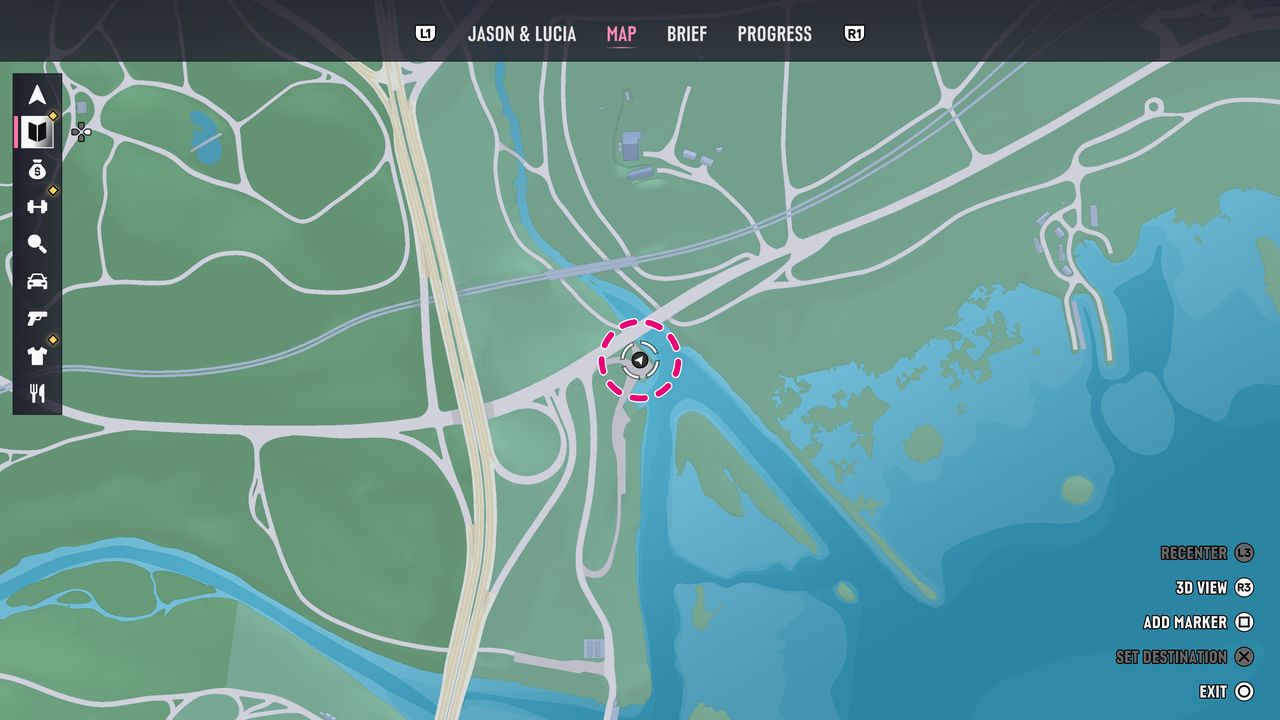 L1 JASON & LUCIA MAP BRIEF PROGRESS R1
$
RECENTER L3
3D VIEW R3
ADD MARKER
SET DESTINATION
EXIT